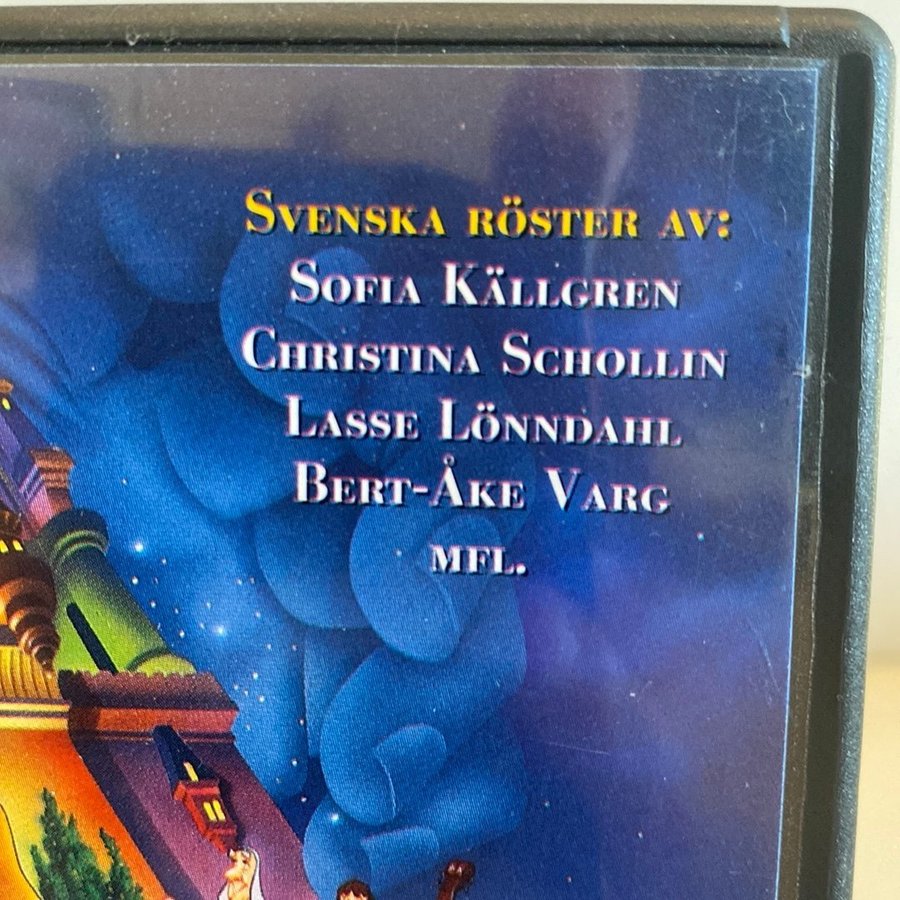 SVENSKA RÖSTER AV:
SOFIA KÄLLGREN
CHRISTINA SCHOLLIN
LASSE LÖNNDAHL
BERT-ÅKE VARG
MFL.